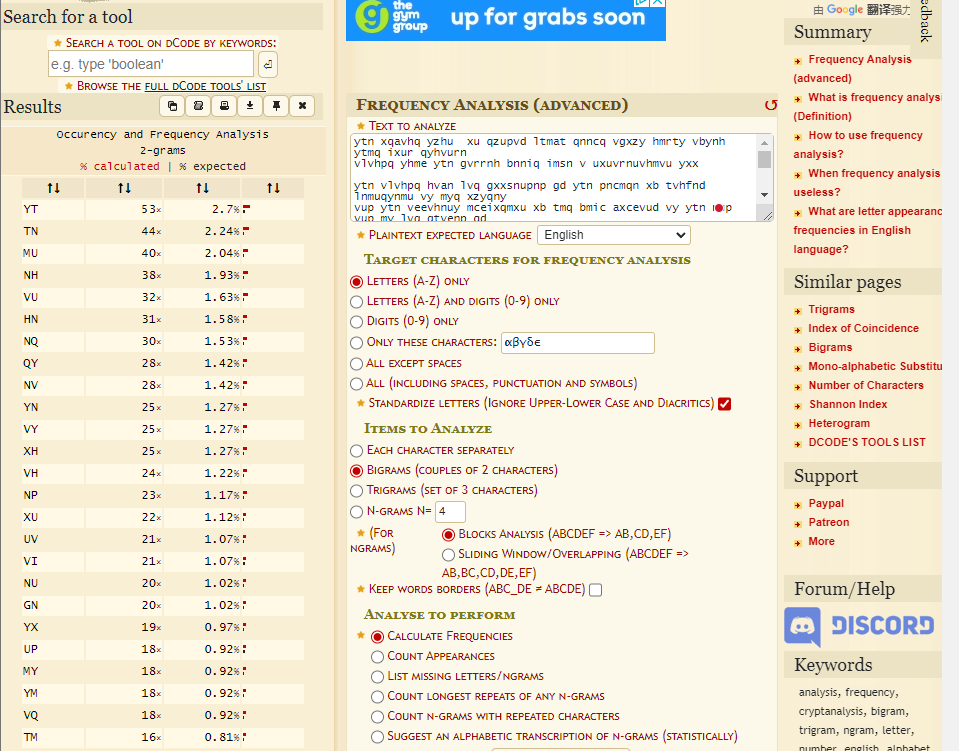 Search for a tool
★ Search a tool on dCode by keywords:
e.g. type 'boolean'
★ Browse the full dCode tools' list
Results
Occurency and Frequency Analysis
2-grams
% calculated | % expected
↑↓ ↑↓ ↑↓ ↑↓
YT 53× 2.7%
TN 44× 2.24%
MU 40× 2.04%
NH 38× 1.93%
VU 32× 1.63%
HN 31× 1.58%
NQ 30× 1.53%
QY 28× 1.42%
NV 28× 1.42%
YN 25× 1.27%
VY 25× 1.27%
XH 25× 1.27%
VH 24× 1.22%
NP 23× 1.17%
XU 22× 1.12%
UV 21× 1.07%
VI 21× 1.07%
NU 20× 1.02%
GN 20× 1.02%
YX 19× 0.97%
UP 18× 0.92%
MY 18× 0.92%
YM 18× 0.92%
VQ 18× 0.92%
TM 16× 0.81%
the gym group
up for grabs soon
Frequency Analysis (advanced)
★ Text to analyze
ytn xqavhq yzhu xu qzupvd ltmat qnncq vgxzy hmrty vbynh
ytmq ixur qyhvurn
vlvhpq yhme ytn gvrrnh bnniq imsn v uxuvrnuvhmvu yxx
ytn vlvhpq hvan lvq gxxsnupnp gd ytn pncmqn xb tvhfnd
lnmuqynmu vy myq xzyqny
vup ytn veevhnuy mceixqmxu xb tmq bmic axcevud vy ytn
vup my lvq qtvenp gd
★ Plaintext expected language English
Target characters for frequency analysis
Letters (A-Z) only
Letters (A-Z) and digits (0-9) only
Digits (0-9) only
Only these characters: αβγδϵ
All except spaces
All (including spaces, punctuation and symbols)
★ Standardize letters (Ignore Upper-Lower Case and Diacritics)
Items to Analyze
Each character separately
Bigrams (couples of 2 characters)
Trigrams (set of 3 characters)
N-grams N= 4
★ (For ngrams)
Blocks Analysis (ABCDEF => AB,CD,EF)
Sliding Window/Overlapping (ABCDEF =>
AB,BC,CD,DE,EF)
★ Keep words borders (ABC_DE ≠ ABCDE)
Analyse to perform
★ Calculate Frequencies
Count Appearances
List missing letters/ngrams
Count longest repeats of any n-grams
Count n-grams with repeated characters
Suggest an alphabetic transcription of n-grams (statistically)
由 Google 翻译强力
edback
Summary
Frequency Analysis
(advanced)
What is frequency analysi
(Definition)
How to use frequency
analysis?
When frequency analysis
useless?
What are letter appearanc
frequencies in English
language?
Similar pages
Trigrams
Index of Coincidence
Bigrams
Mono-alphabetic Substitu
Number of Characters
Shannon Index
Heterogram
DCODE'S TOOLS LIST
Support
Paypal
Patreon
More
Forum/Help
DISCORD
Keywords
analysis, frequency,
cryptanalysis, bigram,
trigram, ngram, letter,
number, english, alphabet